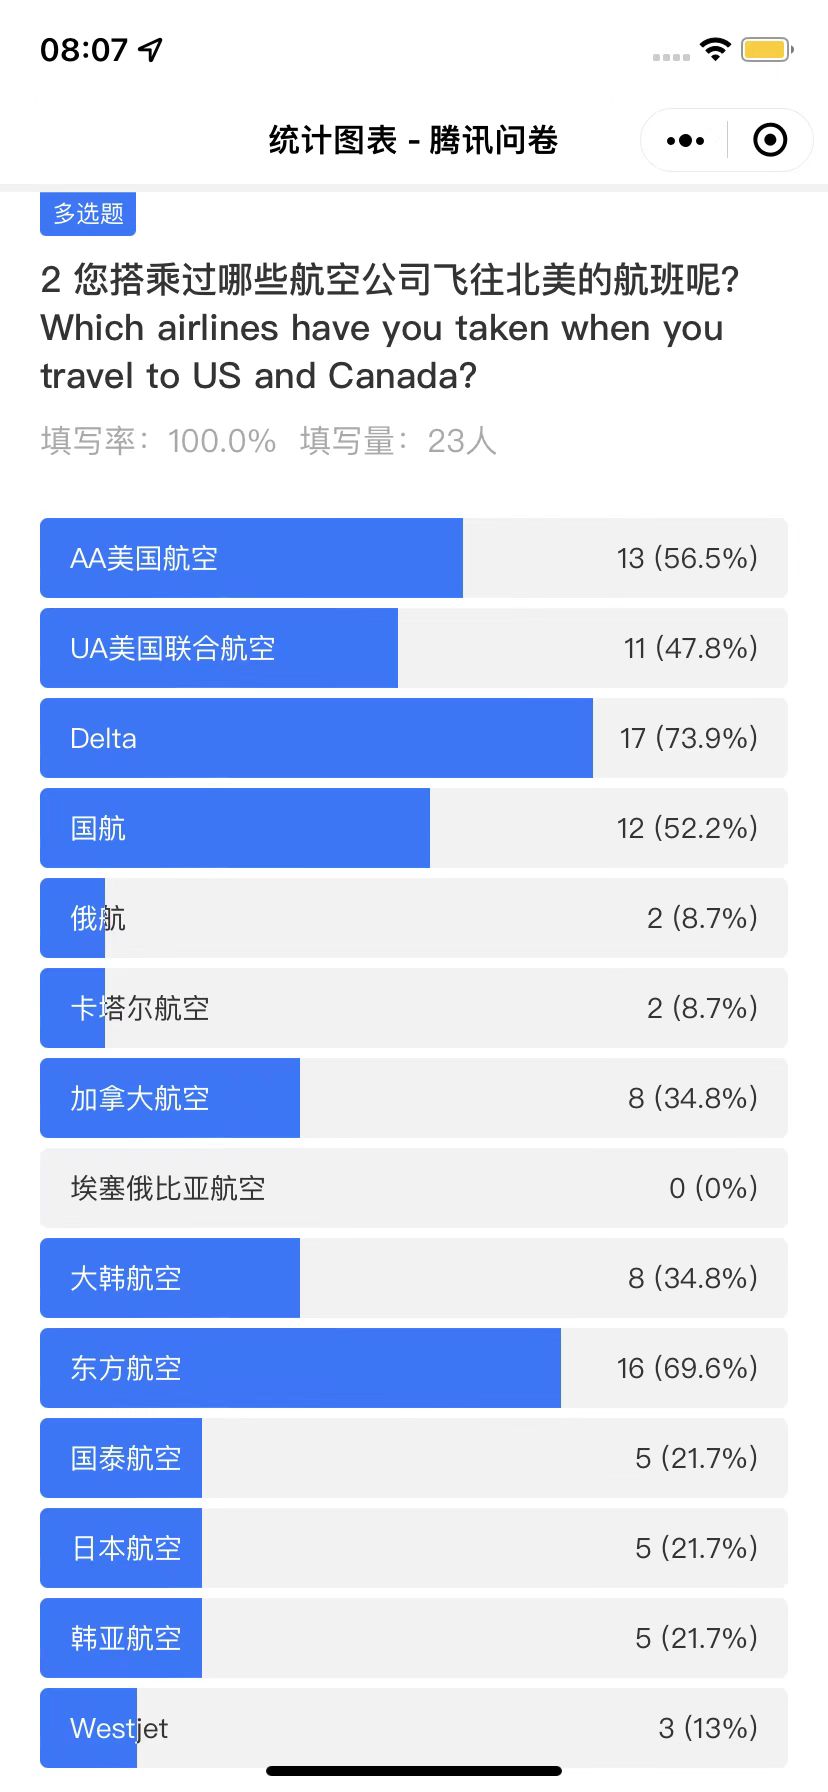 08:07
统计图表 - 腾讯问卷
多选题
2 您搭乘过哪些航空公司飞往北美的航班呢?
Which airlines have you taken when you
travel to US and Canada?
填写率：100.0% 填写量：23人
AA美国航空 13 (56.5%)
UA美国联合航空 11 (47.8%)
Delta 17 (73.9%)
国航 12 (52.2%)
俄航 2 (8.7%)
卡塔尔航空 2 (8.7%)
加拿大航空 8 (34.8%)
埃塞俄比亚航空 0 (0%)
大韩航空 8 (34.8%)
东方航空 16 (69.6%)
国泰航空 5 (21.7%)
日本航空 5 (21.7%)
韩亚航空 5 (21.7%)
Westjet 3 (13%)